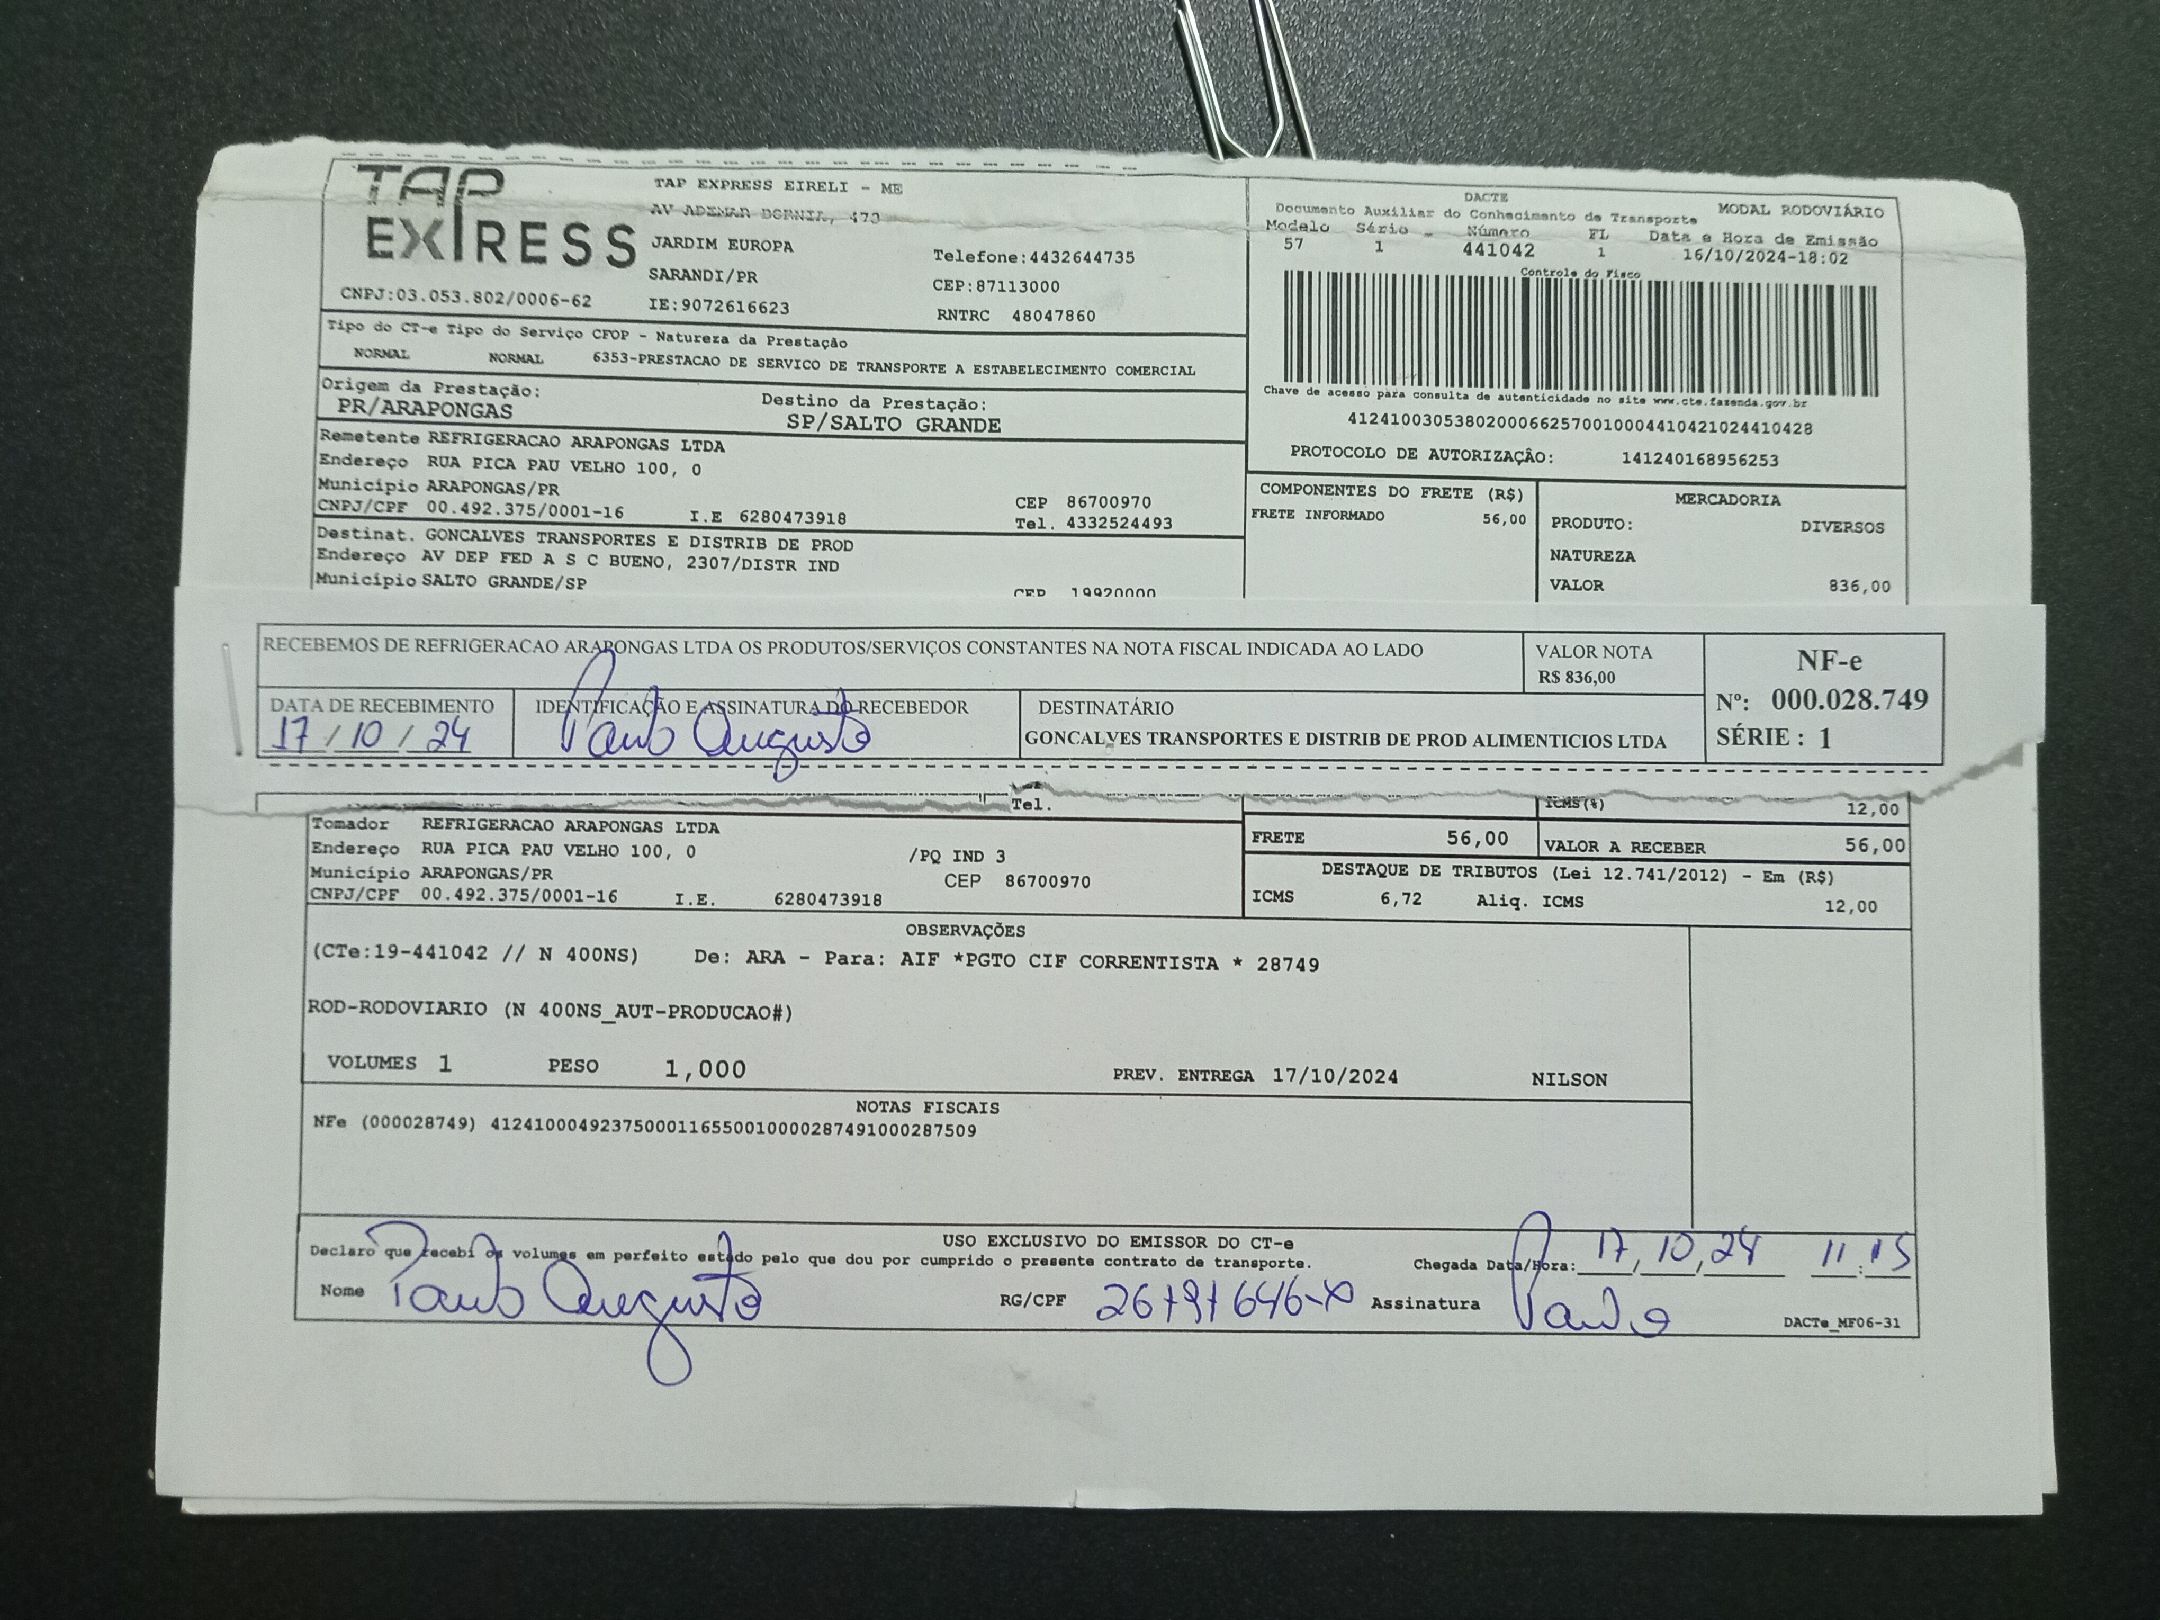 TAP EXPRESS
TAP EXPRESS EIRELI - ME
AV ADEMAR BORNIA, 473
JARDIM EUROPA
SARANDI/PR
IE:9072616623
CNPJ:03.053.802/0006-62
Telefone:4432644735
CEP:87113000
RNTRC 48047860
DACTE
Documento Auxiliar do Conhecimento de Transporte MODAL RODOVIÁRIO
Modelo Série Número FL Data e Hora de Emissão
57 1 441042 1 16/10/2024-18:02
Controle do Fisco
Tipo do CT-e Tipo do Serviço CFOP - Natureza da Prestação
NORMAL NORMAL 6353-PRESTACAO DE SERVICO DE TRANSPORTE A ESTABELECIMENTO COMERCIAL
Origem da Prestação: Destino da Prestação:
PR/ARAPONGAS SP/SALTO GRANDE
Chave de acesso para consulta de autenticidade no site www.cte.fazenda.gov.br
41241003053802000662570010004410421024410428
PROTOCOLO DE AUTORIZAÇÃO: 141240168956253
Remetente REFRIGERACAO ARAPONGAS LTDA
Endereço RUA PICA PAU VELHO 100, 0
Município ARAPONGAS/PR CEP 86700970
CNPJ/CPF 00.492.375/0001-16 I.E 6280473918 Tel. 4332524493
COMPONENTES DO FRETE (R$) MERCADORIA
FRETE INFORMADO 56,00 PRODUTO: DIVERSOS
NATUREZA
VALOR 836,00
Destinat. GONCALVES TRANSPORTES E DISTRIB DE PROD
Endereço AV DEP FED A S C BUENO, 2307/DISTR IND
Município SALTO GRANDE/SP CEP 19920000
RECEBEMOS DE REFRIGERACAO ARAPONGAS LTDA OS PRODUTOS/SERVIÇOS CONSTANTES NA NOTA FISCAL INDICADA AO LADO
VALOR NOTA
R$ 836,00
NF-e
Nº: 000.028.749
SÉRIE : 1
DATA DE RECEBIMENTO
17/10/24
IDENTIFICAÇÃO E ASSINATURA DO RECEBEDOR
Paulo Augusto
DESTINATÁRIO
GONCALVES TRANSPORTES E DISTRIB DE PROD ALIMENTICIOS LTDA
Tel. ICMS(%) 12,00
Tomador REFRIGERACAO ARAPONGAS LTDA
Endereço RUA PICA PAU VELHO 100, 0 /PQ IND 3
Município ARAPONGAS/PR CEP 86700970
CNPJ/CPF 00.492.375/0001-16 I.E. 6280473918
FRETE 56,00 VALOR A RECEBER 56,00
DESTAQUE DE TRIBUTOS (Lei 12.741/2012) - Em (R$)
ICMS 6,72 Aliq. ICMS 12,00
OBSERVAÇÕES
(CTe:19-441042 // N 400NS) De: ARA - Para: AIF *PGTO CIF CORRENTISTA * 28749
ROD-RODOVIARIO (N 400NS_AUT-PRODUCAO#)
VOLUMES 1 PESO 1,000 PREV. ENTREGA 17/10/2024 NILSON
NOTAS FISCAIS
NFe (000028749) 41241000492375000116550010000287491000287509
USO EXCLUSIVO DO EMISSOR DO CT-e
Declaro que recebi os volumes em perfeito estado pelo que dou por cumprido o presente contrato de transporte. Chegada Data/Hora: 17,10,24 11:15
Nome Paulo Augusto RG/CPF Assinatura Paulo
DACTe_MF06-31